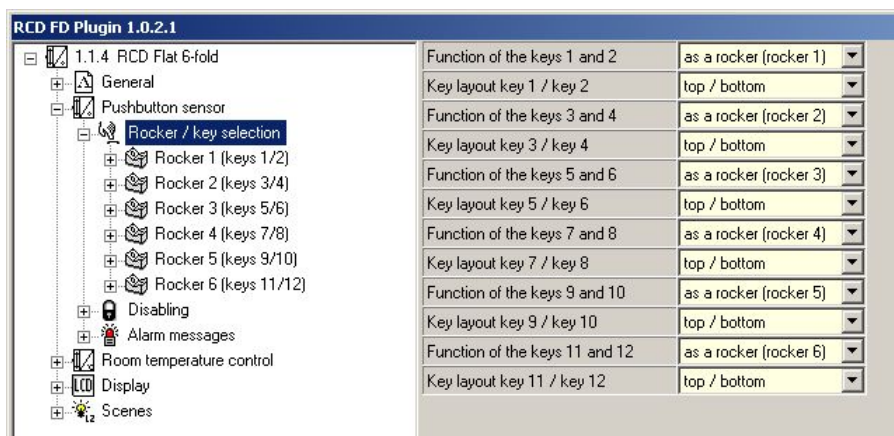 RCD FD Plugin 1.0.2.1
1.1.4 RCD Flat 6-fold
General
Pushbutton sensor
Rocker / key selection
Rocker 1 (keys 1/2)
Rocker 2 (keys 3/4)
Rocker 3 (keys 5/6)
Rocker 4 (keys 7/8)
Rocker 5 (keys 9/10)
Rocker 6 (keys 11/12)
Disabling
Alarm messages
Room temperature control
LCD Display
L2 Scenes
Function of the keys 1 and 2 as a rocker (rocker 1)
Key layout key 1 / key 2 top / bottom
Function of the keys 3 and 4 as a rocker (rocker 2)
Key layout key 3 / key 4 top / bottom
Function of the keys 5 and 6 as a rocker (rocker 3)
Key layout key 5 / key 6 top / bottom
Function of the keys 7 and 8 as a rocker (rocker 4)
Key layout key 7 / key 8 top / bottom
Function of the keys 9 and 10 as a rocker (rocker 5)
Key layout key 9 / key 10 top / bottom
Function of the keys 11 and 12 as a rocker (rocker 6)
Key layout key 11 / key 12 top / bottom